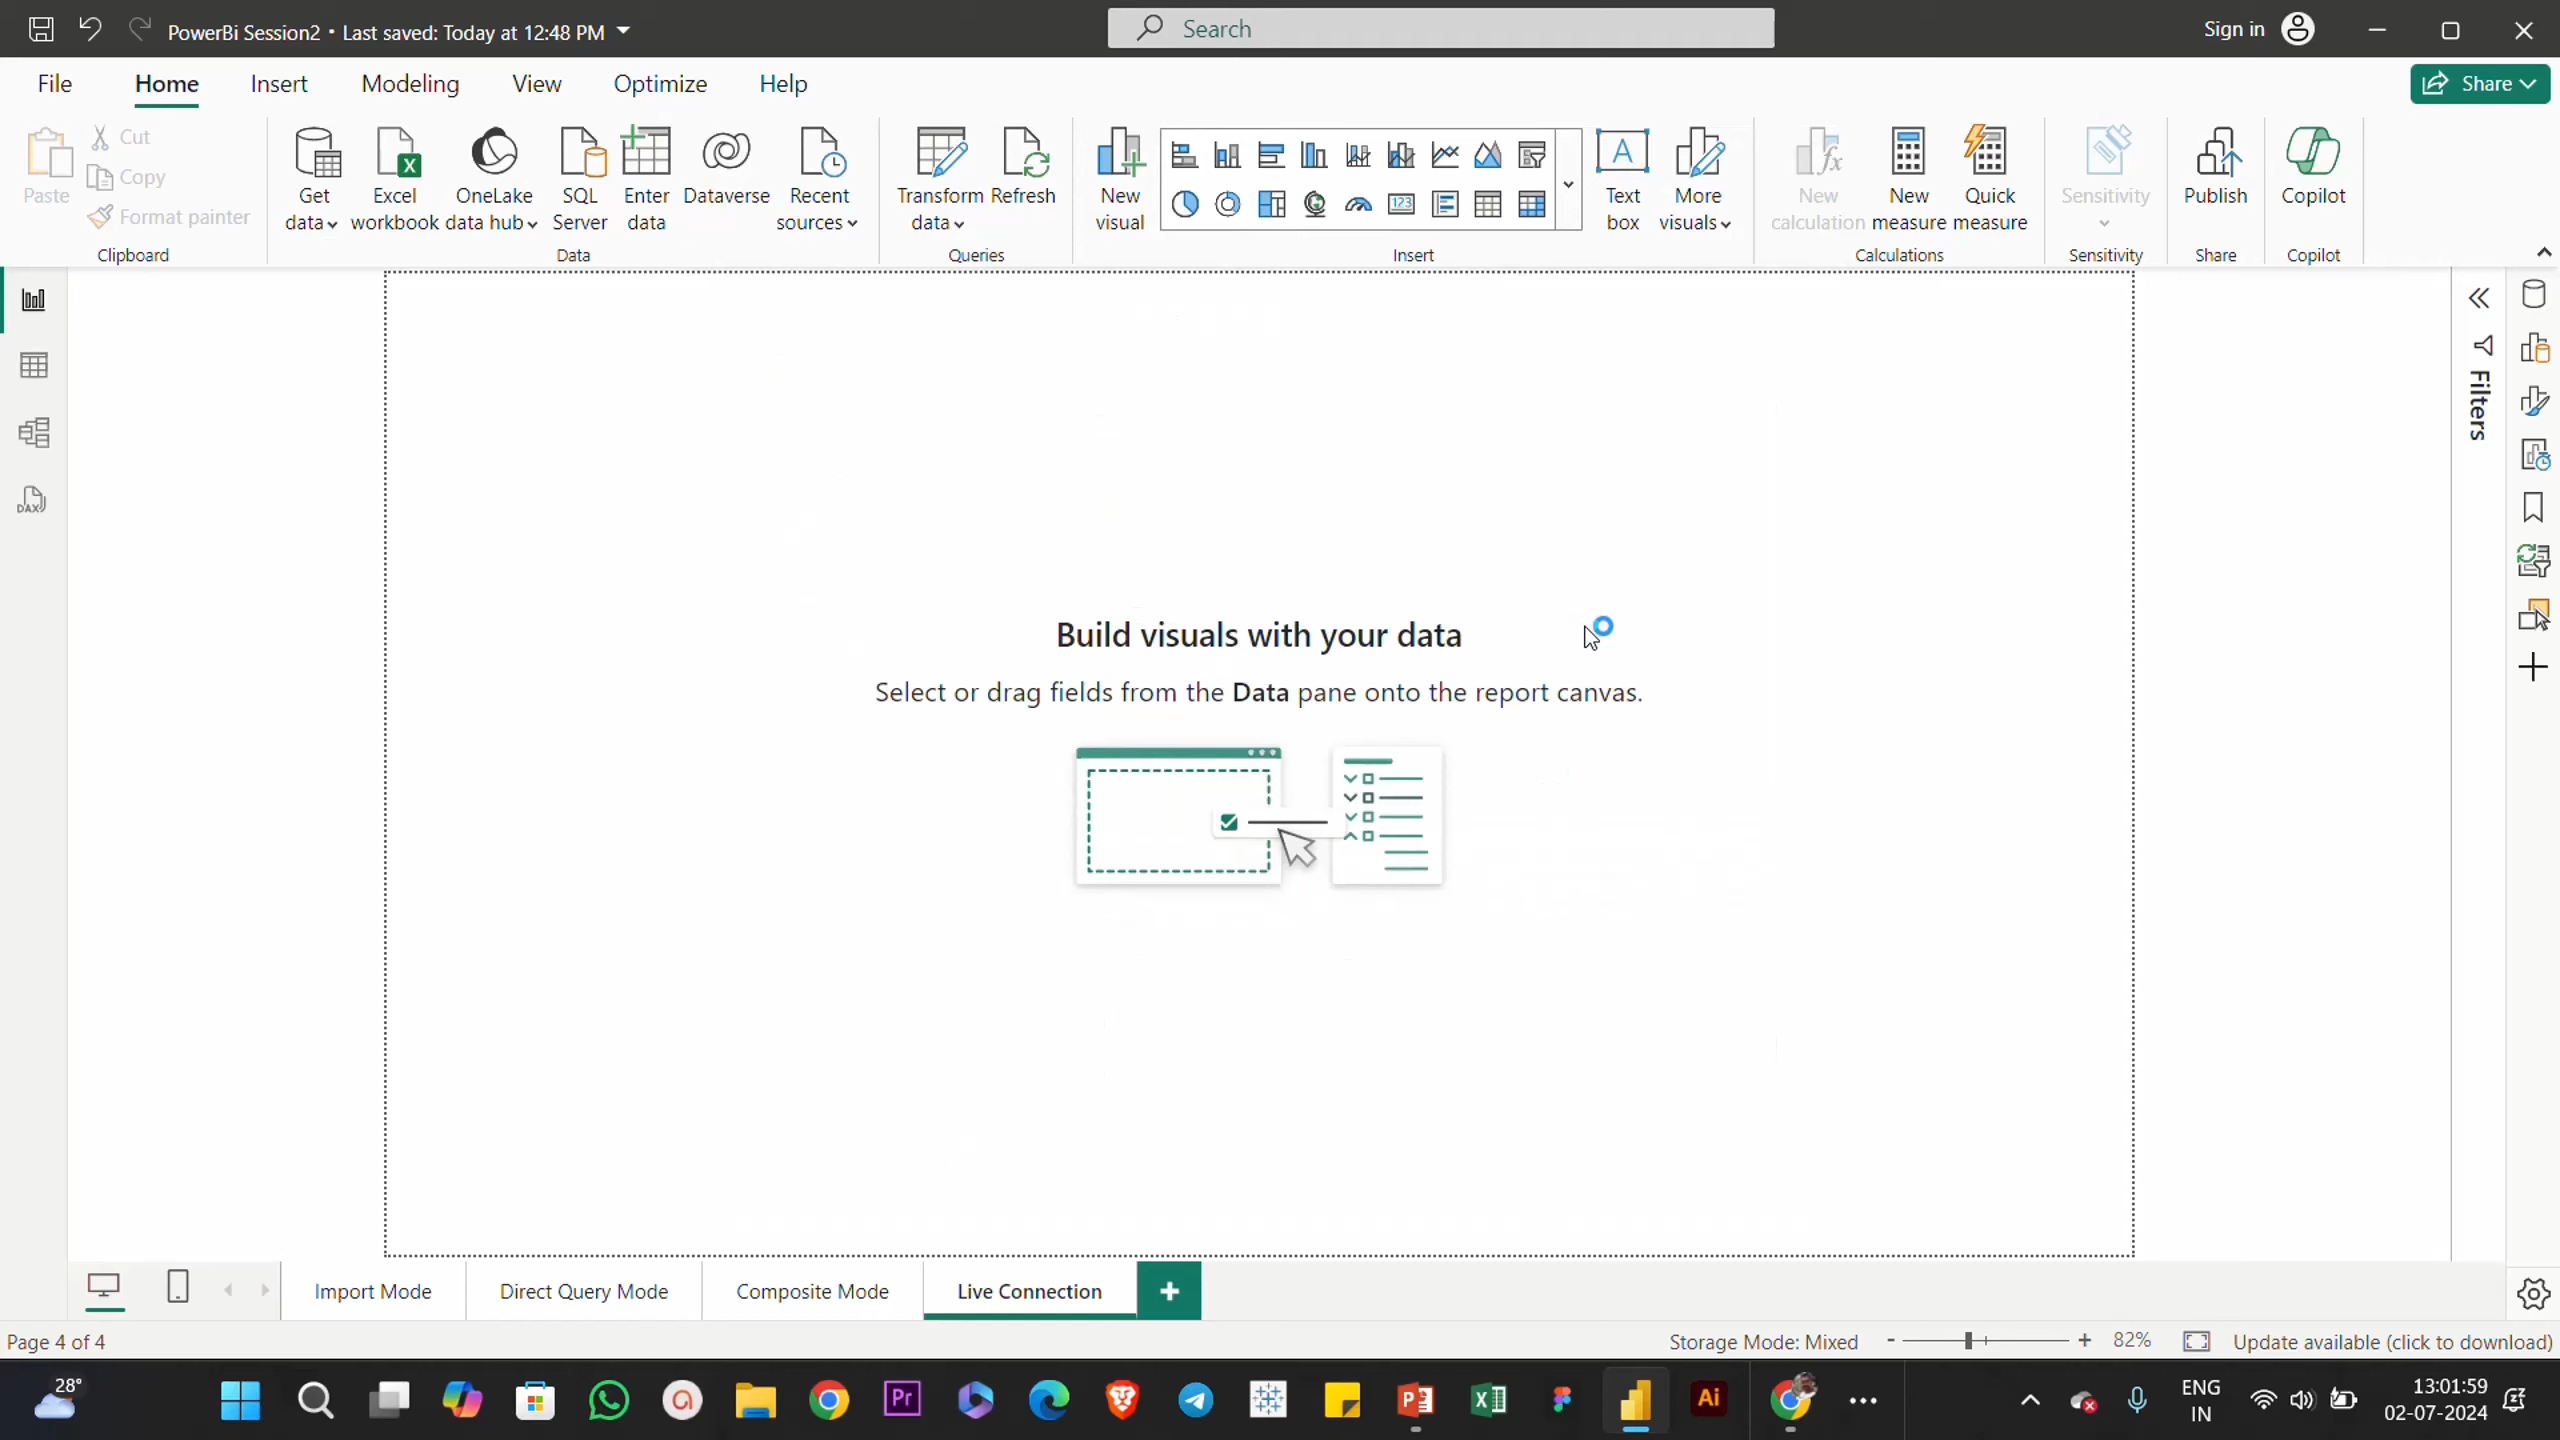 PowerBi Session2 • Last saved: Today at 12:48 PM
Search
Sign in
File Home Insert Modeling View Optimize Help
Share
Paste
Cut
Copy
Format painter
Clipboard
Get data
Excel workbook
OneLake data hub
SQL Server
Enter data
Dataverse
Recent sources
Data
Transform data
Refresh
Queries
New visual
123
A
Text box
More visuals
Insert
New calculation
New measure
Quick measure
Calculations
Sensitivity
Sensitivity
Publish
Share
Copilot
Copilot
DAX
Filters
Build visuals with your data
Select or drag fields from the Data pane onto the report canvas.
Import Mode Direct Query Mode Composite Mode Live Connection +
Page 4 of 4
Storage Mode: Mixed - + 82% Update available (click to download)
28°
Pr
Ai
ENG
IN
13:01:59
02-07-2024